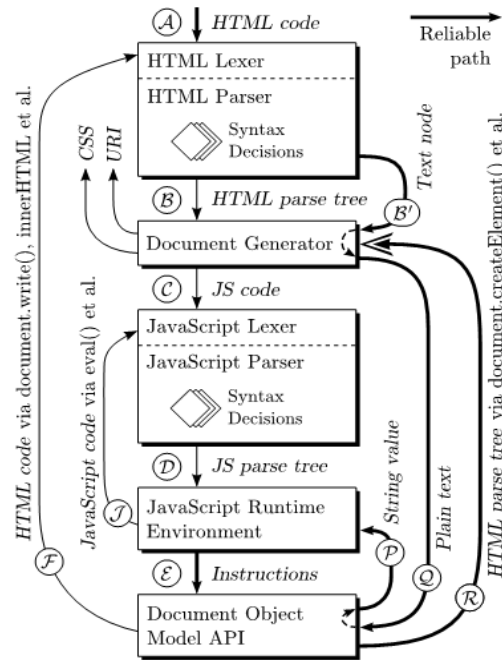 A
HTML code
Reliable
path
HTML Lexer
HTML Parser
Syntax
Decisions
CSS
URI
Text node
B
HTML parse tree
B′
Document Generator
C
JS code
JavaScript Lexer
JavaScript Parser
Syntax
Decisions
D
JS parse tree
JavaScript Runtime
Environment
E
Instructions
Document Object
Model API
HTML code via document.write(), innerHTML et al.
F
JavaScript code via eval() et al.
J
String value
P
Plain text
Q
HTML parse tree via document.createElement() et al.
R